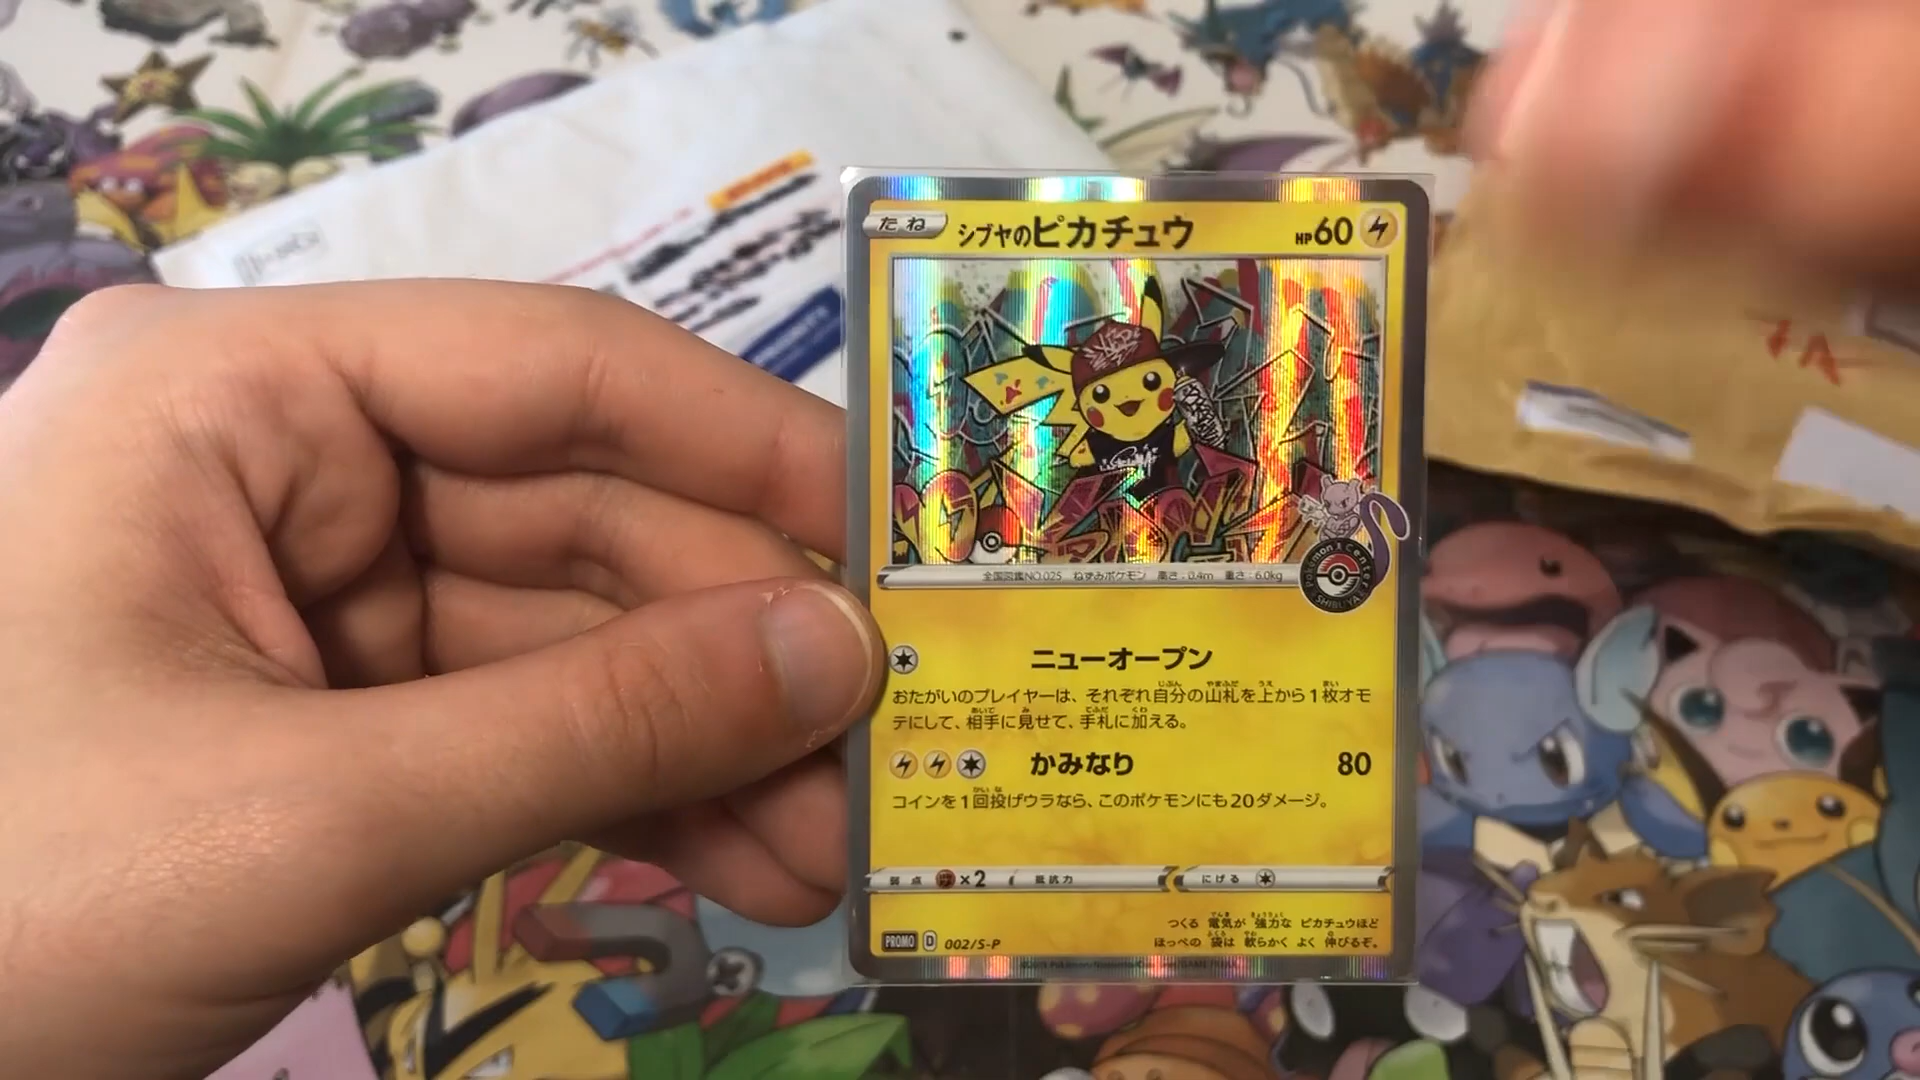 たね
シブヤのピカチュウ
HP60
全国図鑑NO.025 ねずみポケモン 高さ:0.4m 重さ:6.0kg
Pokémon Center
SHIBUYA
ニューオープン
おたがいのプレイヤーは、それぞれ自分の山札を上から1枚オモ
テにして、相手に見せて、手札に加える。
かみなり 80
コインを1回投げウラなら、このポケモンにも20ダメージ。
弱点 ×2 抵抗力 にげる
つくる 電気が 強力な ピカチュウほど
ほっぺの 袋は 軟らかく よく 伸びるぞ。
PROMO D 002/S-P